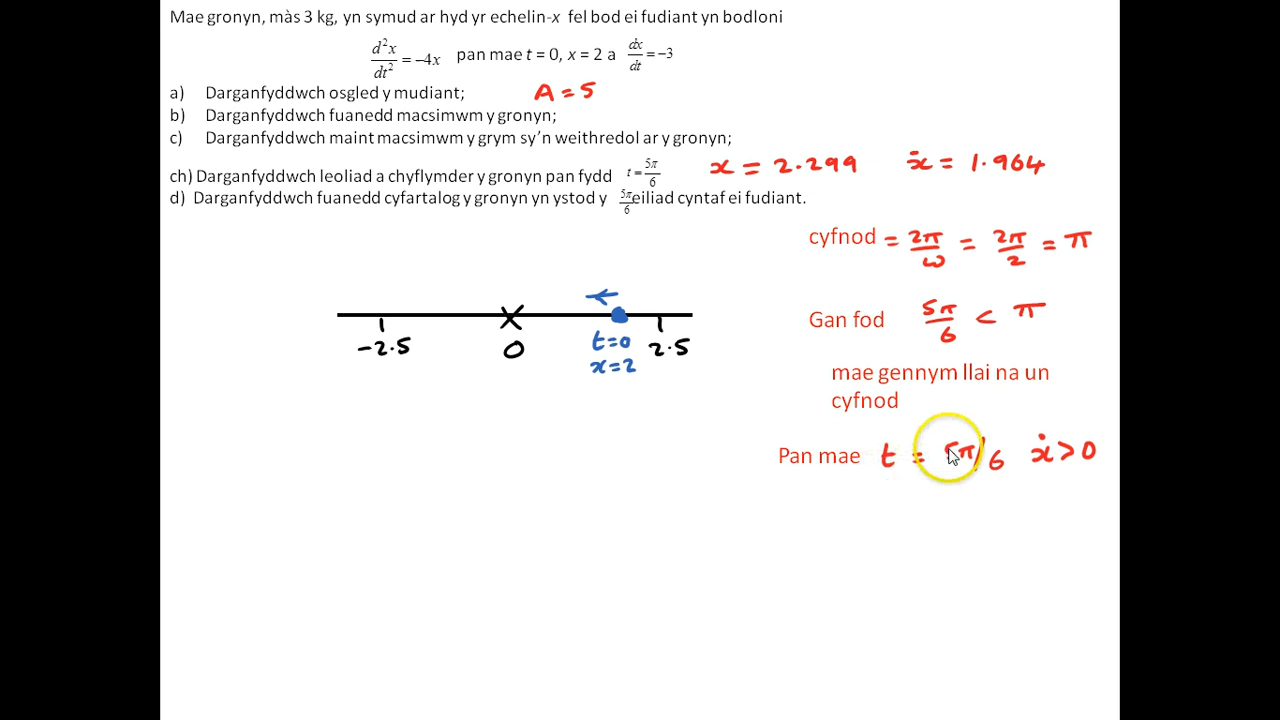 Mae gronyn, màs 3 kg, yn symud ar hyd yr echelin-x fel bod ei fudiant yn bodloni
d²x/dt² = -4x pan mae t = 0, x = 2 a dx/dt = -3
a) Darganfyddwch osgled y mudiant; A = 5
b) Darganfyddwch fuanedd macsimwm y gronyn;
c) Darganfyddwch maint macsimwm y grym sy'n weithredol ar y gronyn;
ch) Darganfyddwch leoliad a chyflymder y gronyn pan fydd t = 5π/6 x = 2.299 ẋ = 1.964
d) Darganfyddwch fuanedd cyfartalog y gronyn yn ystod y 5π/6 eiliad cyntaf ei fudiant.
cyfnod = 2π/ω = 2π/2 = π
Gan fod 5π/6 < π
mae gennym llai na un
cyfnod
Pan mae t = 5π/6 ẋ > 0
-2.5 0 t=0 2.5
x=2